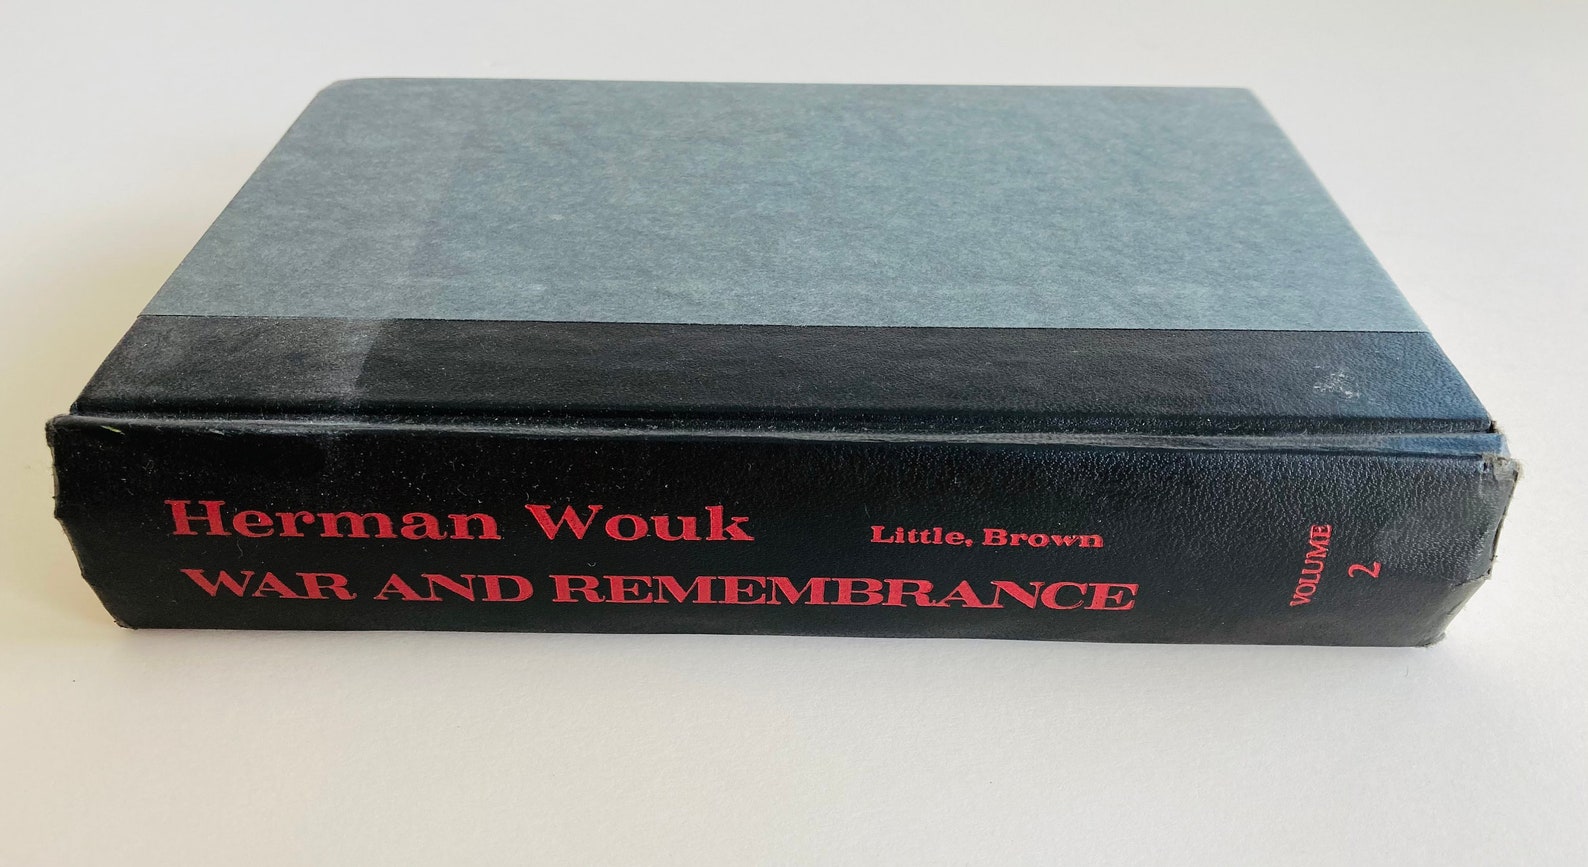 Herman Wouk
Little, Brown
WAR AND REMEMBRANCE
VOLUME
2